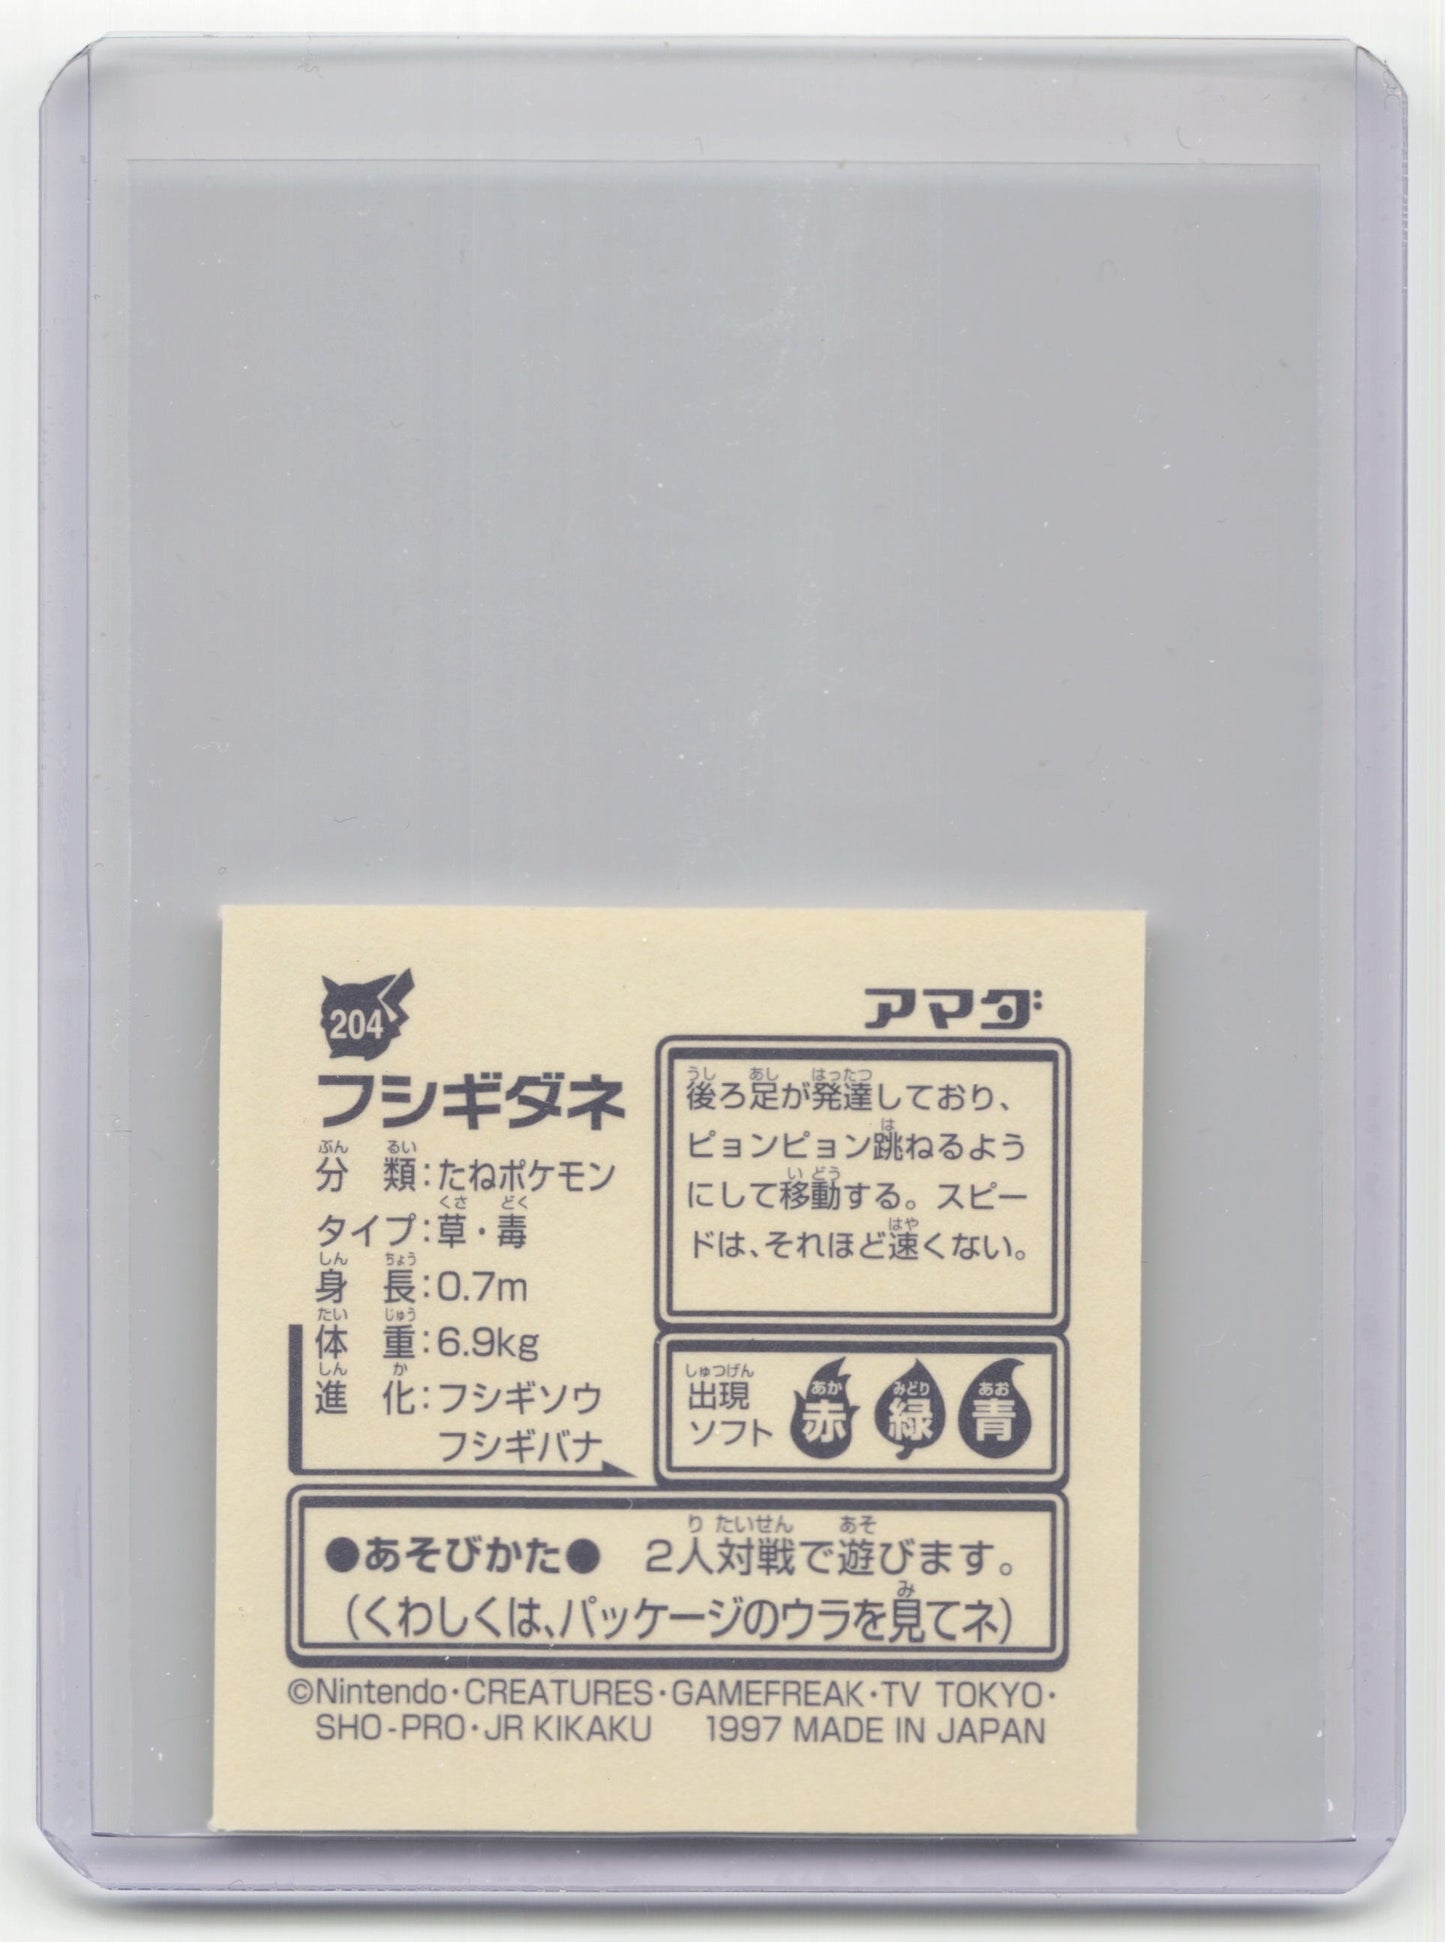 204
アマダ
フシギダネ
分類:たねポケモン
タイプ:草・毒
身長:0.7m
体重:6.9kg
進化:フシギソウ
フシギバナ
後ろ足が発達しており、
ピョンピョン跳ねるよう
にして移動する。スピー
ドは、それほど速くない。
出現
ソフト
赤 緑 青
●あそびかた● 2人対戦で遊びます。
(くわしくは、パッケージのウラを見てネ)
©Nintendo・CREATURES・GAMEFREAK・TV TOKYO・
SHO-PRO・JR KIKAKU 1997 MADE IN JAPAN